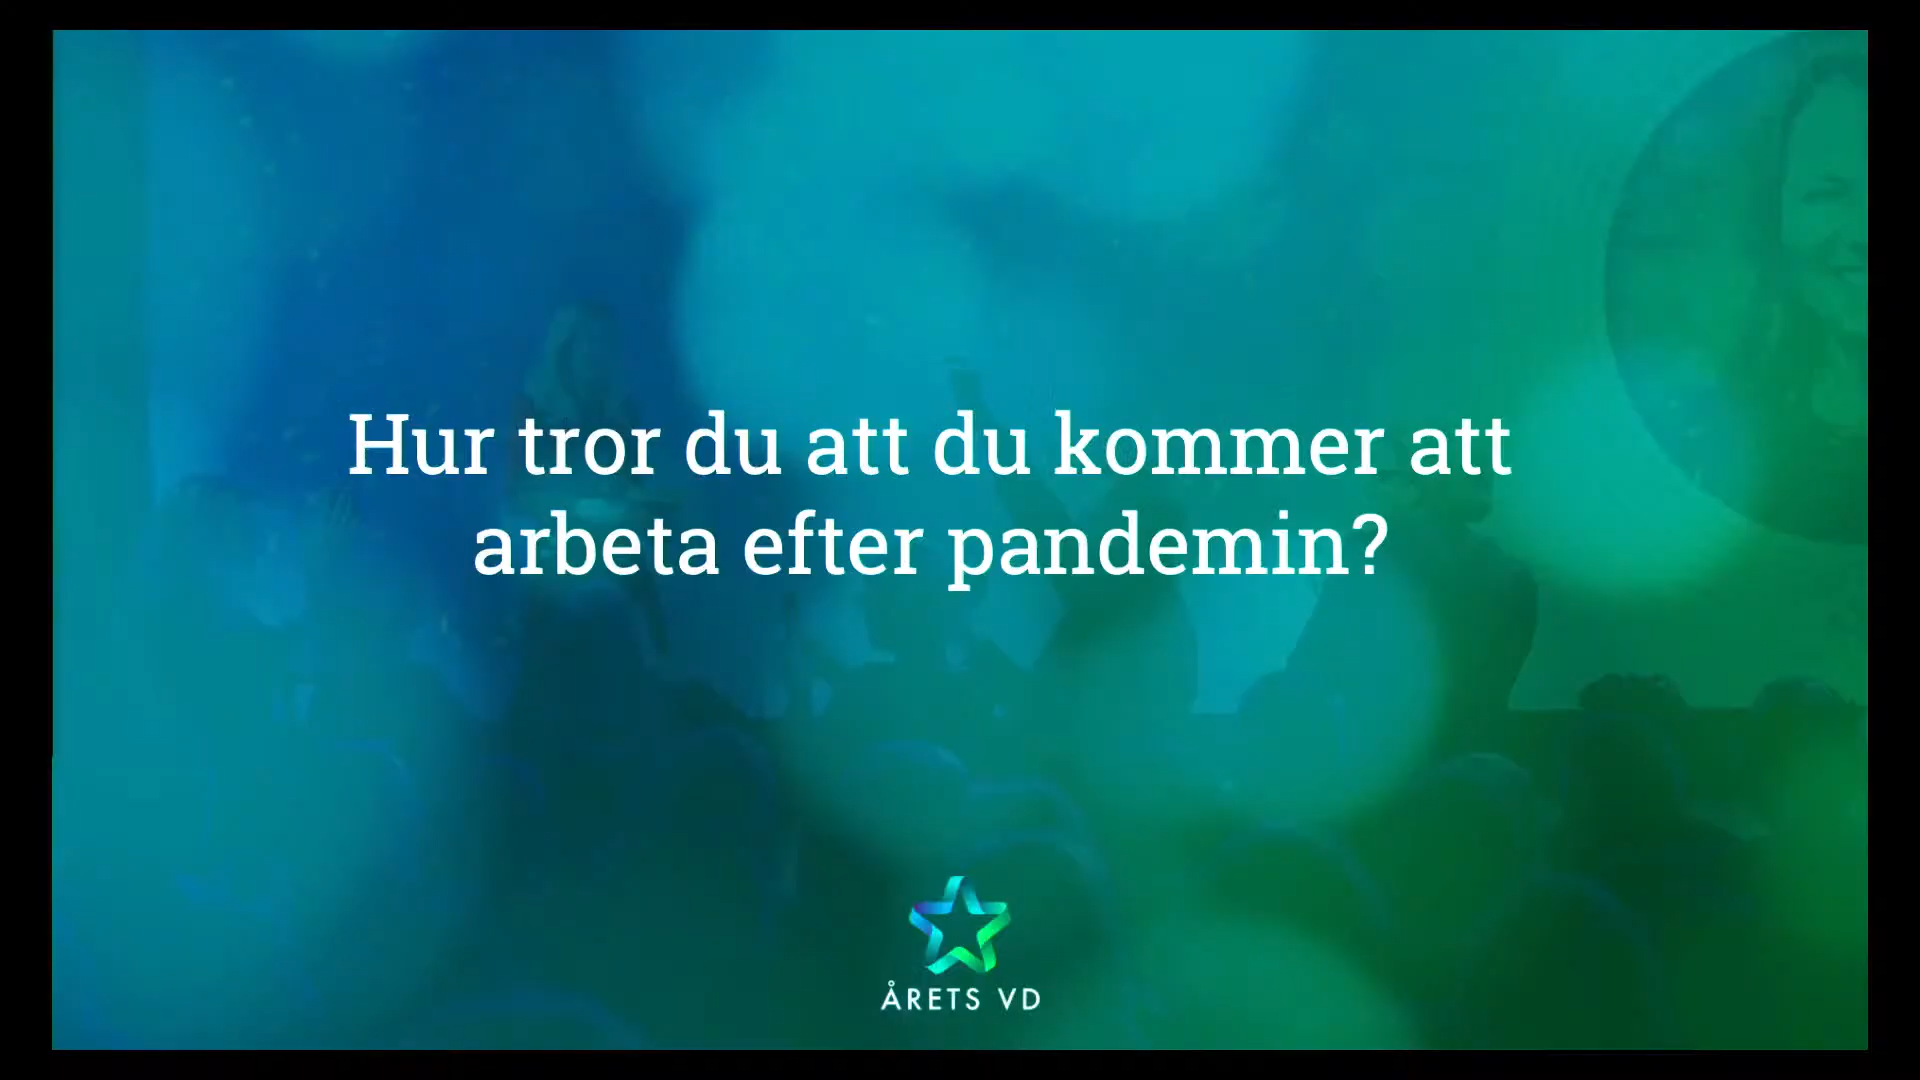 Hur tror du att du kommer att
arbeta efter pandemin?
ÅRETS VD